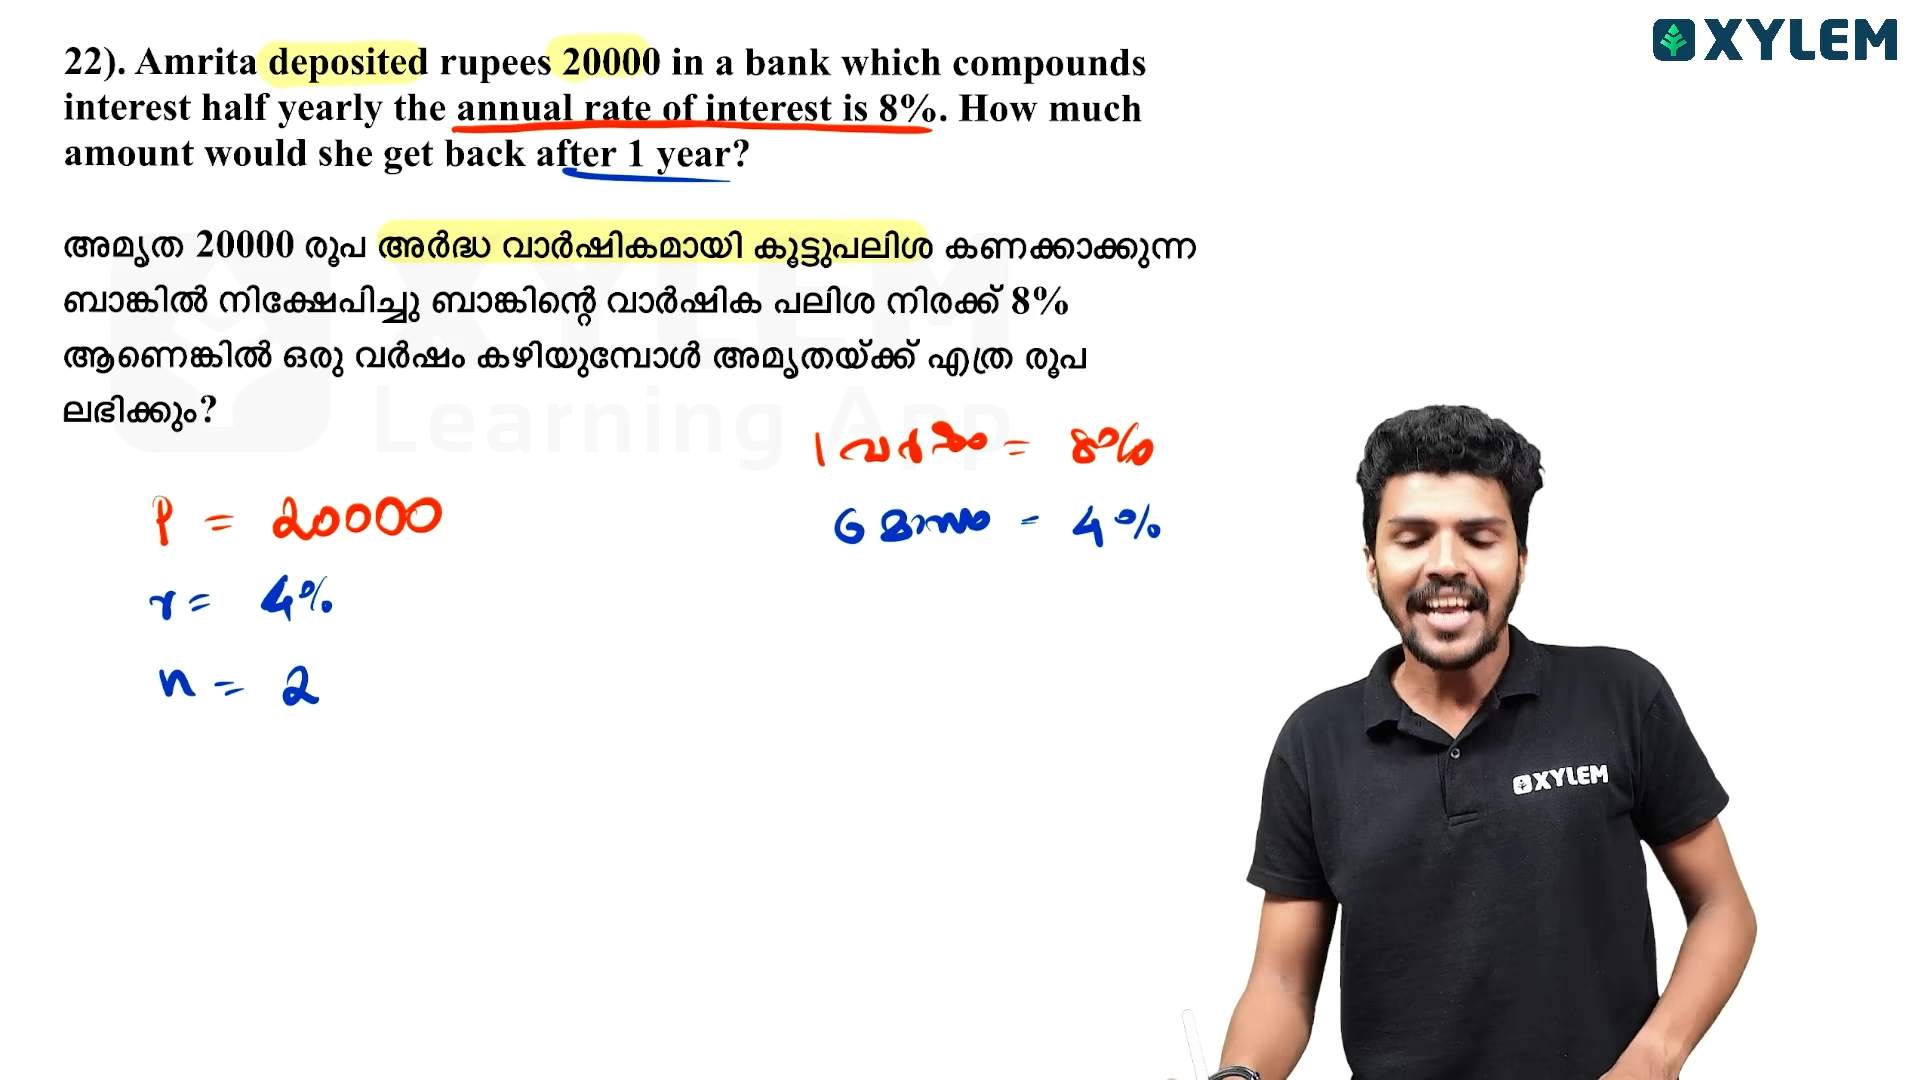 XYLEM
22). Amrita deposited rupees 20000 in a bank which compounds
interest half yearly the annual rate of interest is 8%. How much
amount would she get back after 1 year?
അമൃത 20000 രൂപ അർദ്ധ വാർഷികമായി കൂട്ടുപലിശ കണക്കാക്കുന്ന
ബാങ്കിൽ നിക്ഷേപിച്ചു ബാങ്കിന്റെ വാർഷിക പലിശ നിരക്ക് 8%
ആണെങ്കിൽ ഒരു വർഷം കഴിയുമ്പോൾ അമൃതയ്ക്ക് എത്ര രൂപ
ലഭിക്കും?
XYLEM
Learning App
1 വർഷം = 8%
6 മാസം = 4%
P = 20000
r = 4%
n = 2
XYLEM